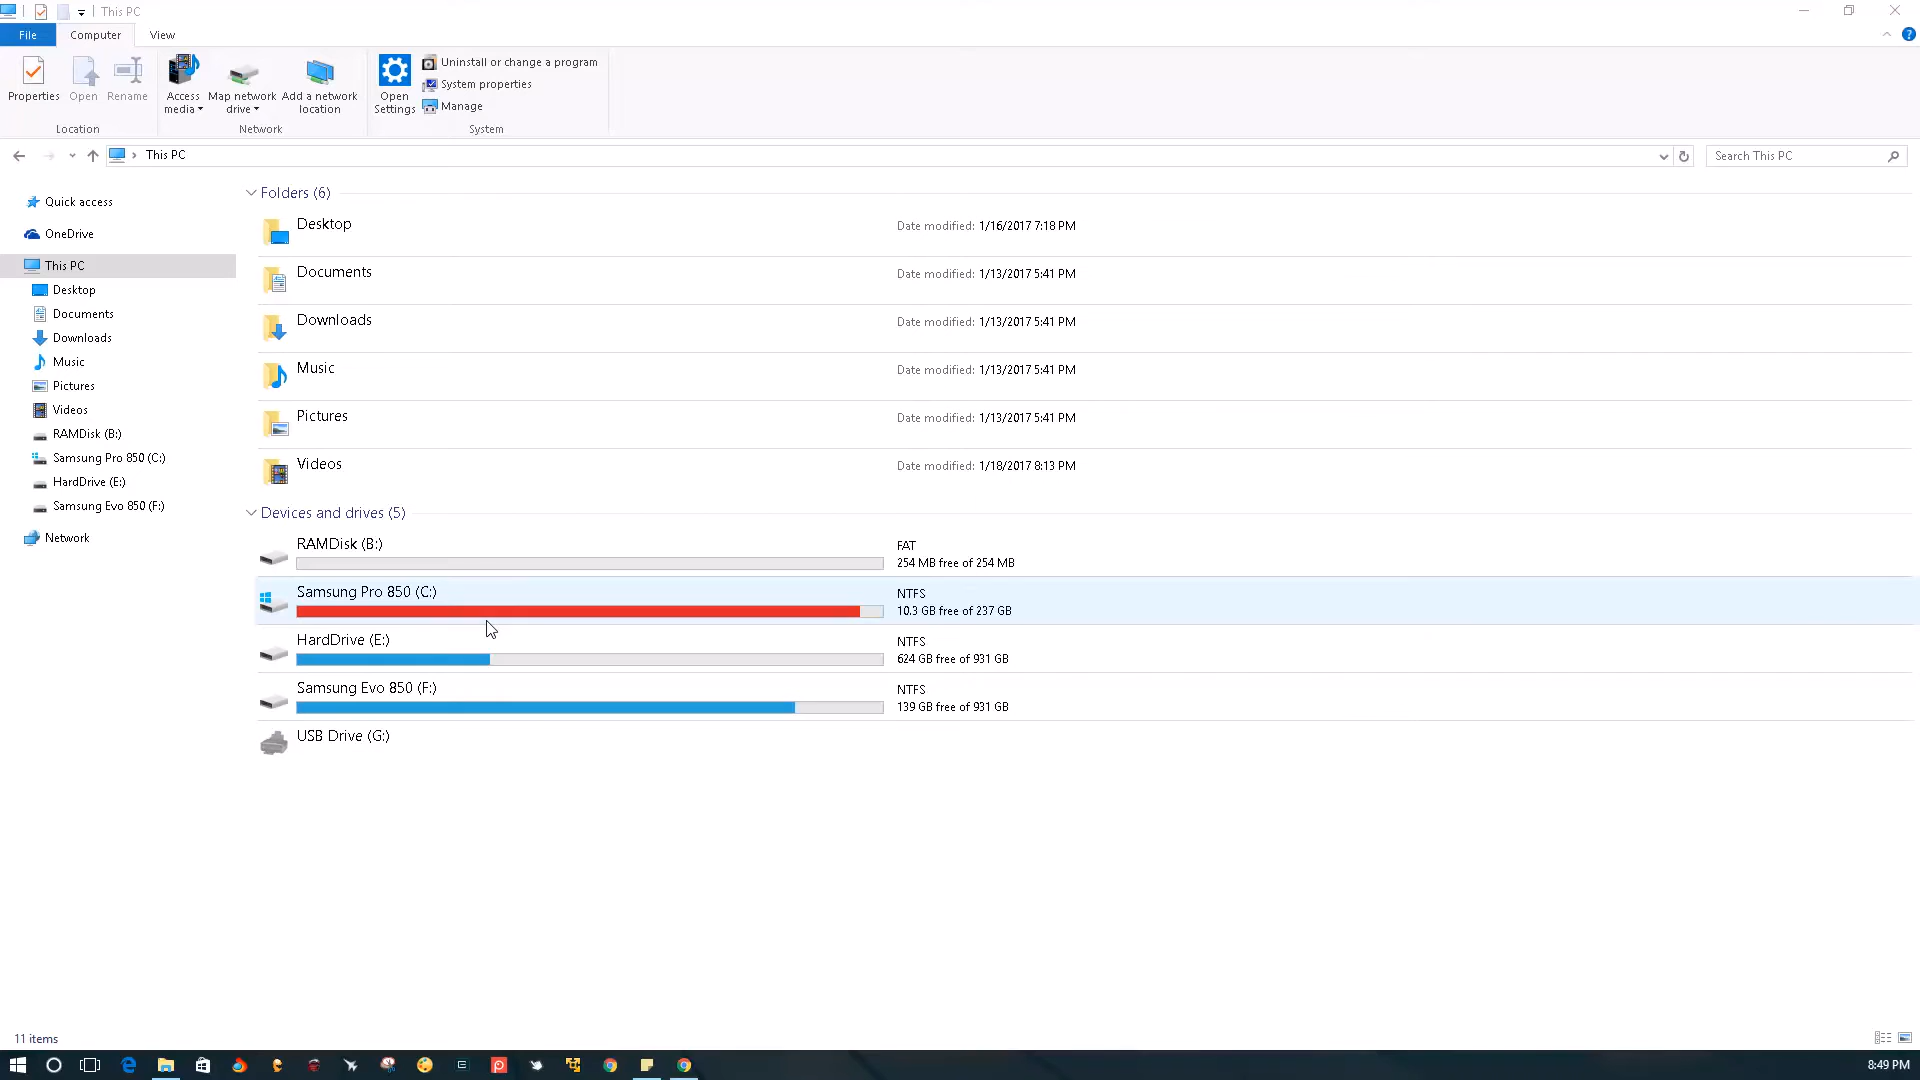 This PC
File Computer View
Properties Open Rename Access media Map network drive Add a network location Open Settings Uninstall or change a program
System properties
Manage
Location Network System
This PC Search This PC
Quick access
OneDrive
This PC
Desktop
Documents
Downloads
Music
Pictures
Videos
RAMDisk (B:)
Samsung Pro 850 (C:)
HardDrive (E:)
Samsung Evo 850 (F:)
Network
Folders (6)
Desktop Date modified: 1/16/2017 7:18 PM
Documents Date modified: 1/13/2017 5:41 PM
Downloads Date modified: 1/13/2017 5:41 PM
Music Date modified: 1/13/2017 5:41 PM
Pictures Date modified: 1/13/2017 5:41 PM
Videos Date modified: 1/18/2017 8:13 PM
Devices and drives (5)
RAMDisk (B:) FAT
254 MB free of 254 MB
Samsung Pro 850 (C:) NTFS
10.3 GB free of 237 GB
HardDrive (E:) NTFS
624 GB free of 931 GB
Samsung Evo 850 (F:) NTFS
139 GB free of 931 GB
USB Drive (G:)
11 items
8:49 PM